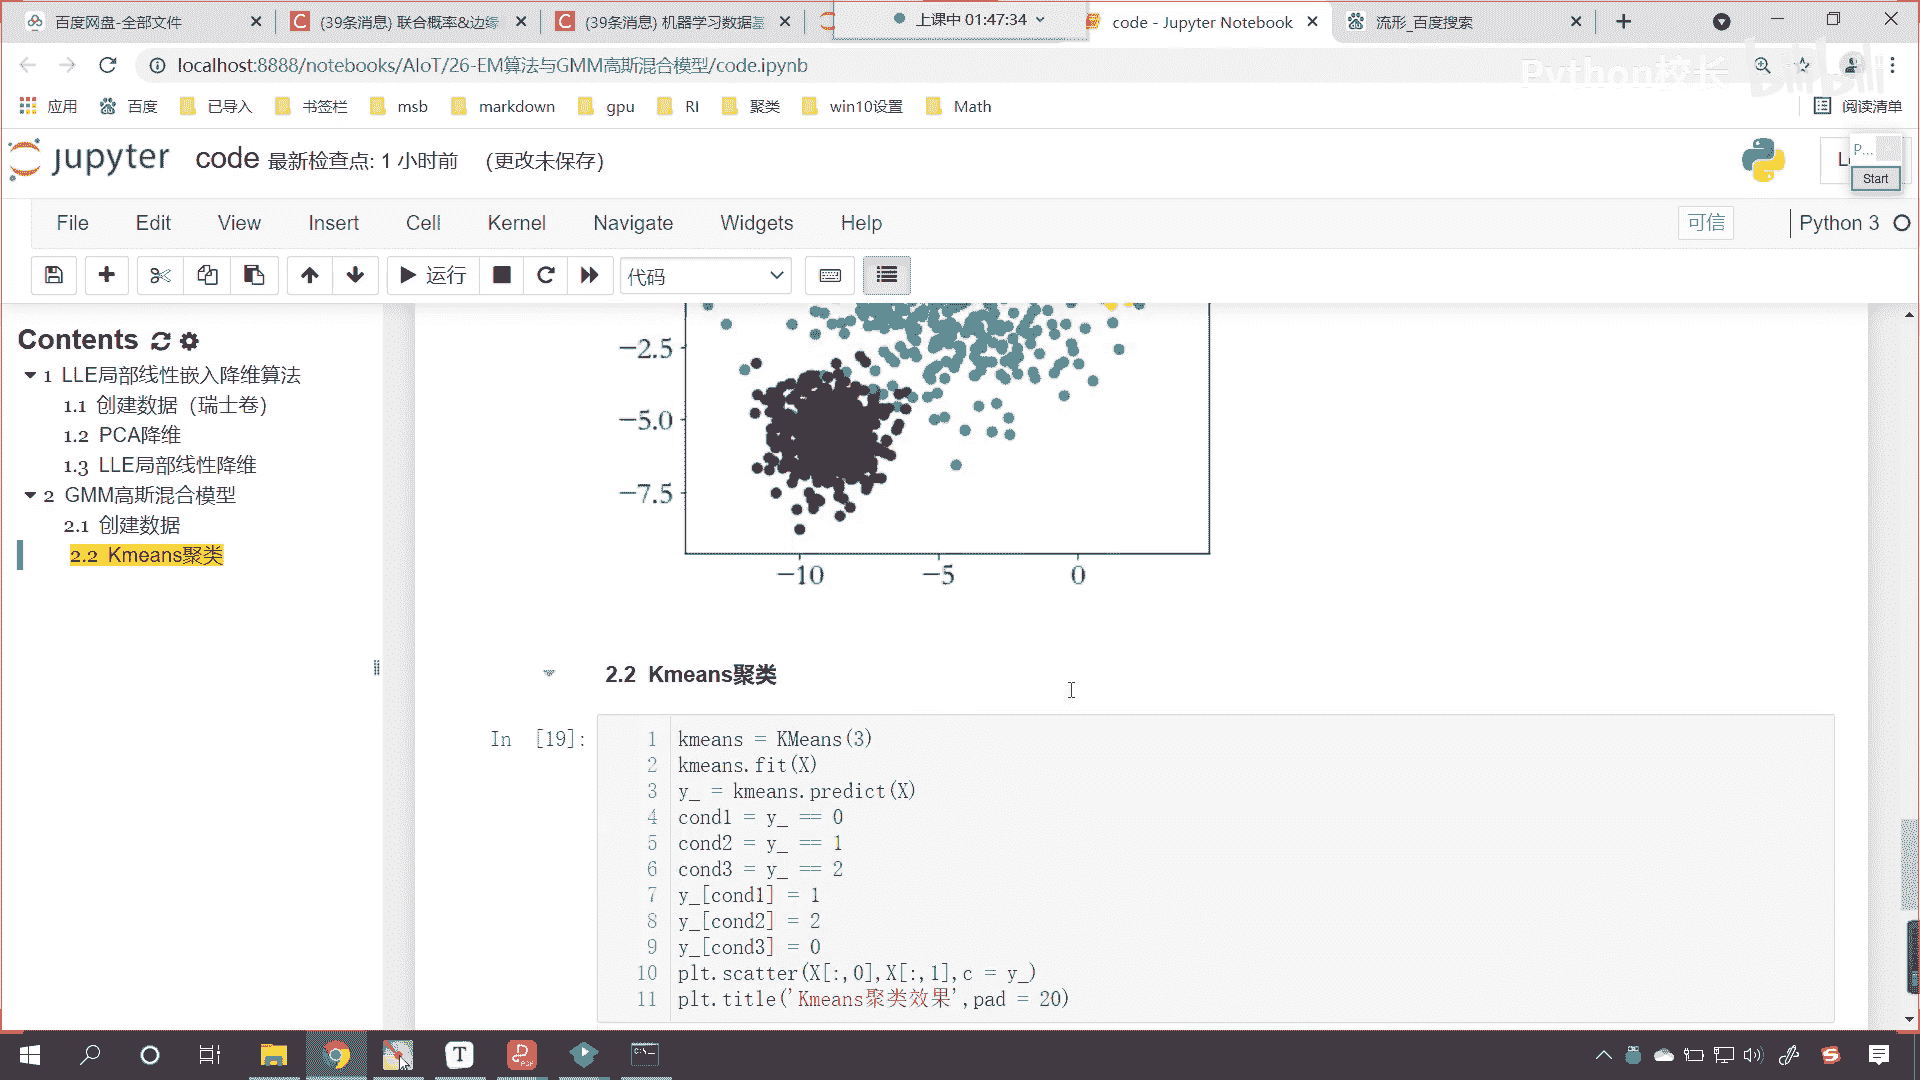 百度网盘-全部文件
(39条消息) 联合概率&边缘
(39条消息) 机器学习数据
上课中 01:47:34
code - Jupyter Notebook
流形_百度搜索
localhost:8888/notebooks/AIoT/26-EM算法与GMM高斯混合模型/code.ipynb
Python校长
bilibili
应用
百度
已导入
书签栏
msb
markdown
gpu
RI
聚类
win10设置
Math
阅读清单
jupyter
code 最新检查点: 1 小时前 (更改未保存)
P...
Start
File
Edit
View
Insert
Cell
Kernel
Navigate
Widgets
Help
可信
Python 3
运行
代码
Contents
1 LLE局部线性嵌入降维算法
1.1 创建数据（瑞士卷）
1.2 PCA降维
1.3 LLE局部线性降维
2 GMM高斯混合模型
2.1 创建数据
2.2 Kmeans聚类
−2.5
−5.0
−7.5
−10
−5
0
2.2 Kmeans聚类
In [19]:
1 kmeans = KMeans(3)
2 kmeans.fit(X)
3 y_ = kmeans.predict(X)
4 cond1 = y_ == 0
5 cond2 = y_ == 1
6 cond3 = y_ == 2
7 y_[cond1] = 1
8 y_[cond2] = 2
9 y_[cond3] = 0
10 plt.scatter(X[:,0],X[:,1],c = y_)
11 plt.title('Kmeans聚类效果',pad = 20)